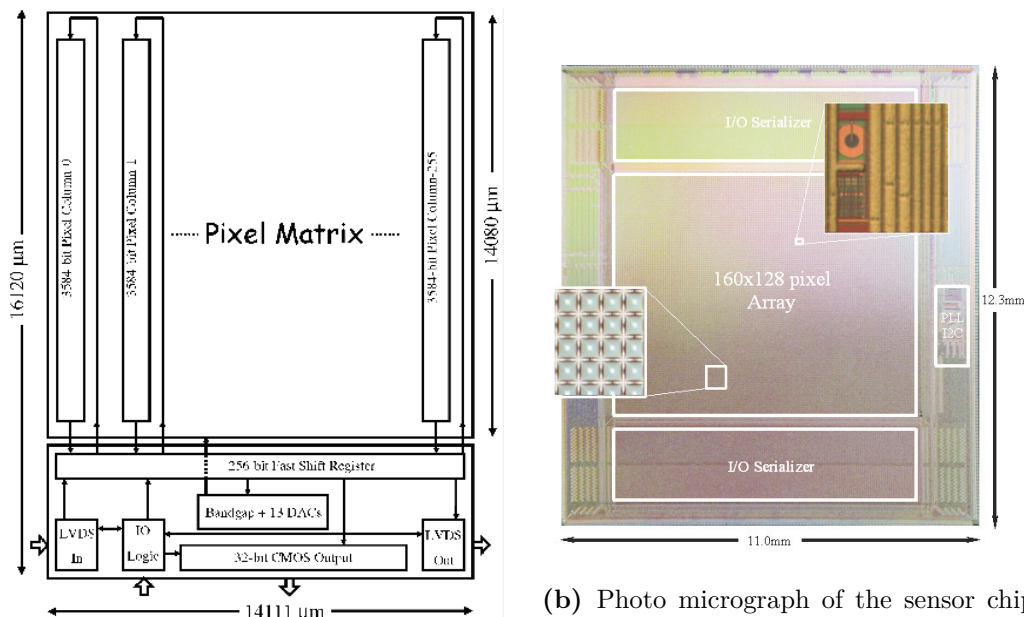 3584-bit Pixel Column 0
3584-bit Pixel Column 1
3584-bit Pixel Column-255
Pixel Matrix
16120 µm
14080 µm
256 bit Fast Shift Register
Bandgap + 13 DACs
LVDS
In
IO
Logic
32-bit CMOS Output
LVDS
Out
14111 µm
I/O Serializer
160x128 pixel
Array
PLL
I2C
12.3mm
I/O Serializer
11.0mm
(b) Photo micrograph of the sensor chip